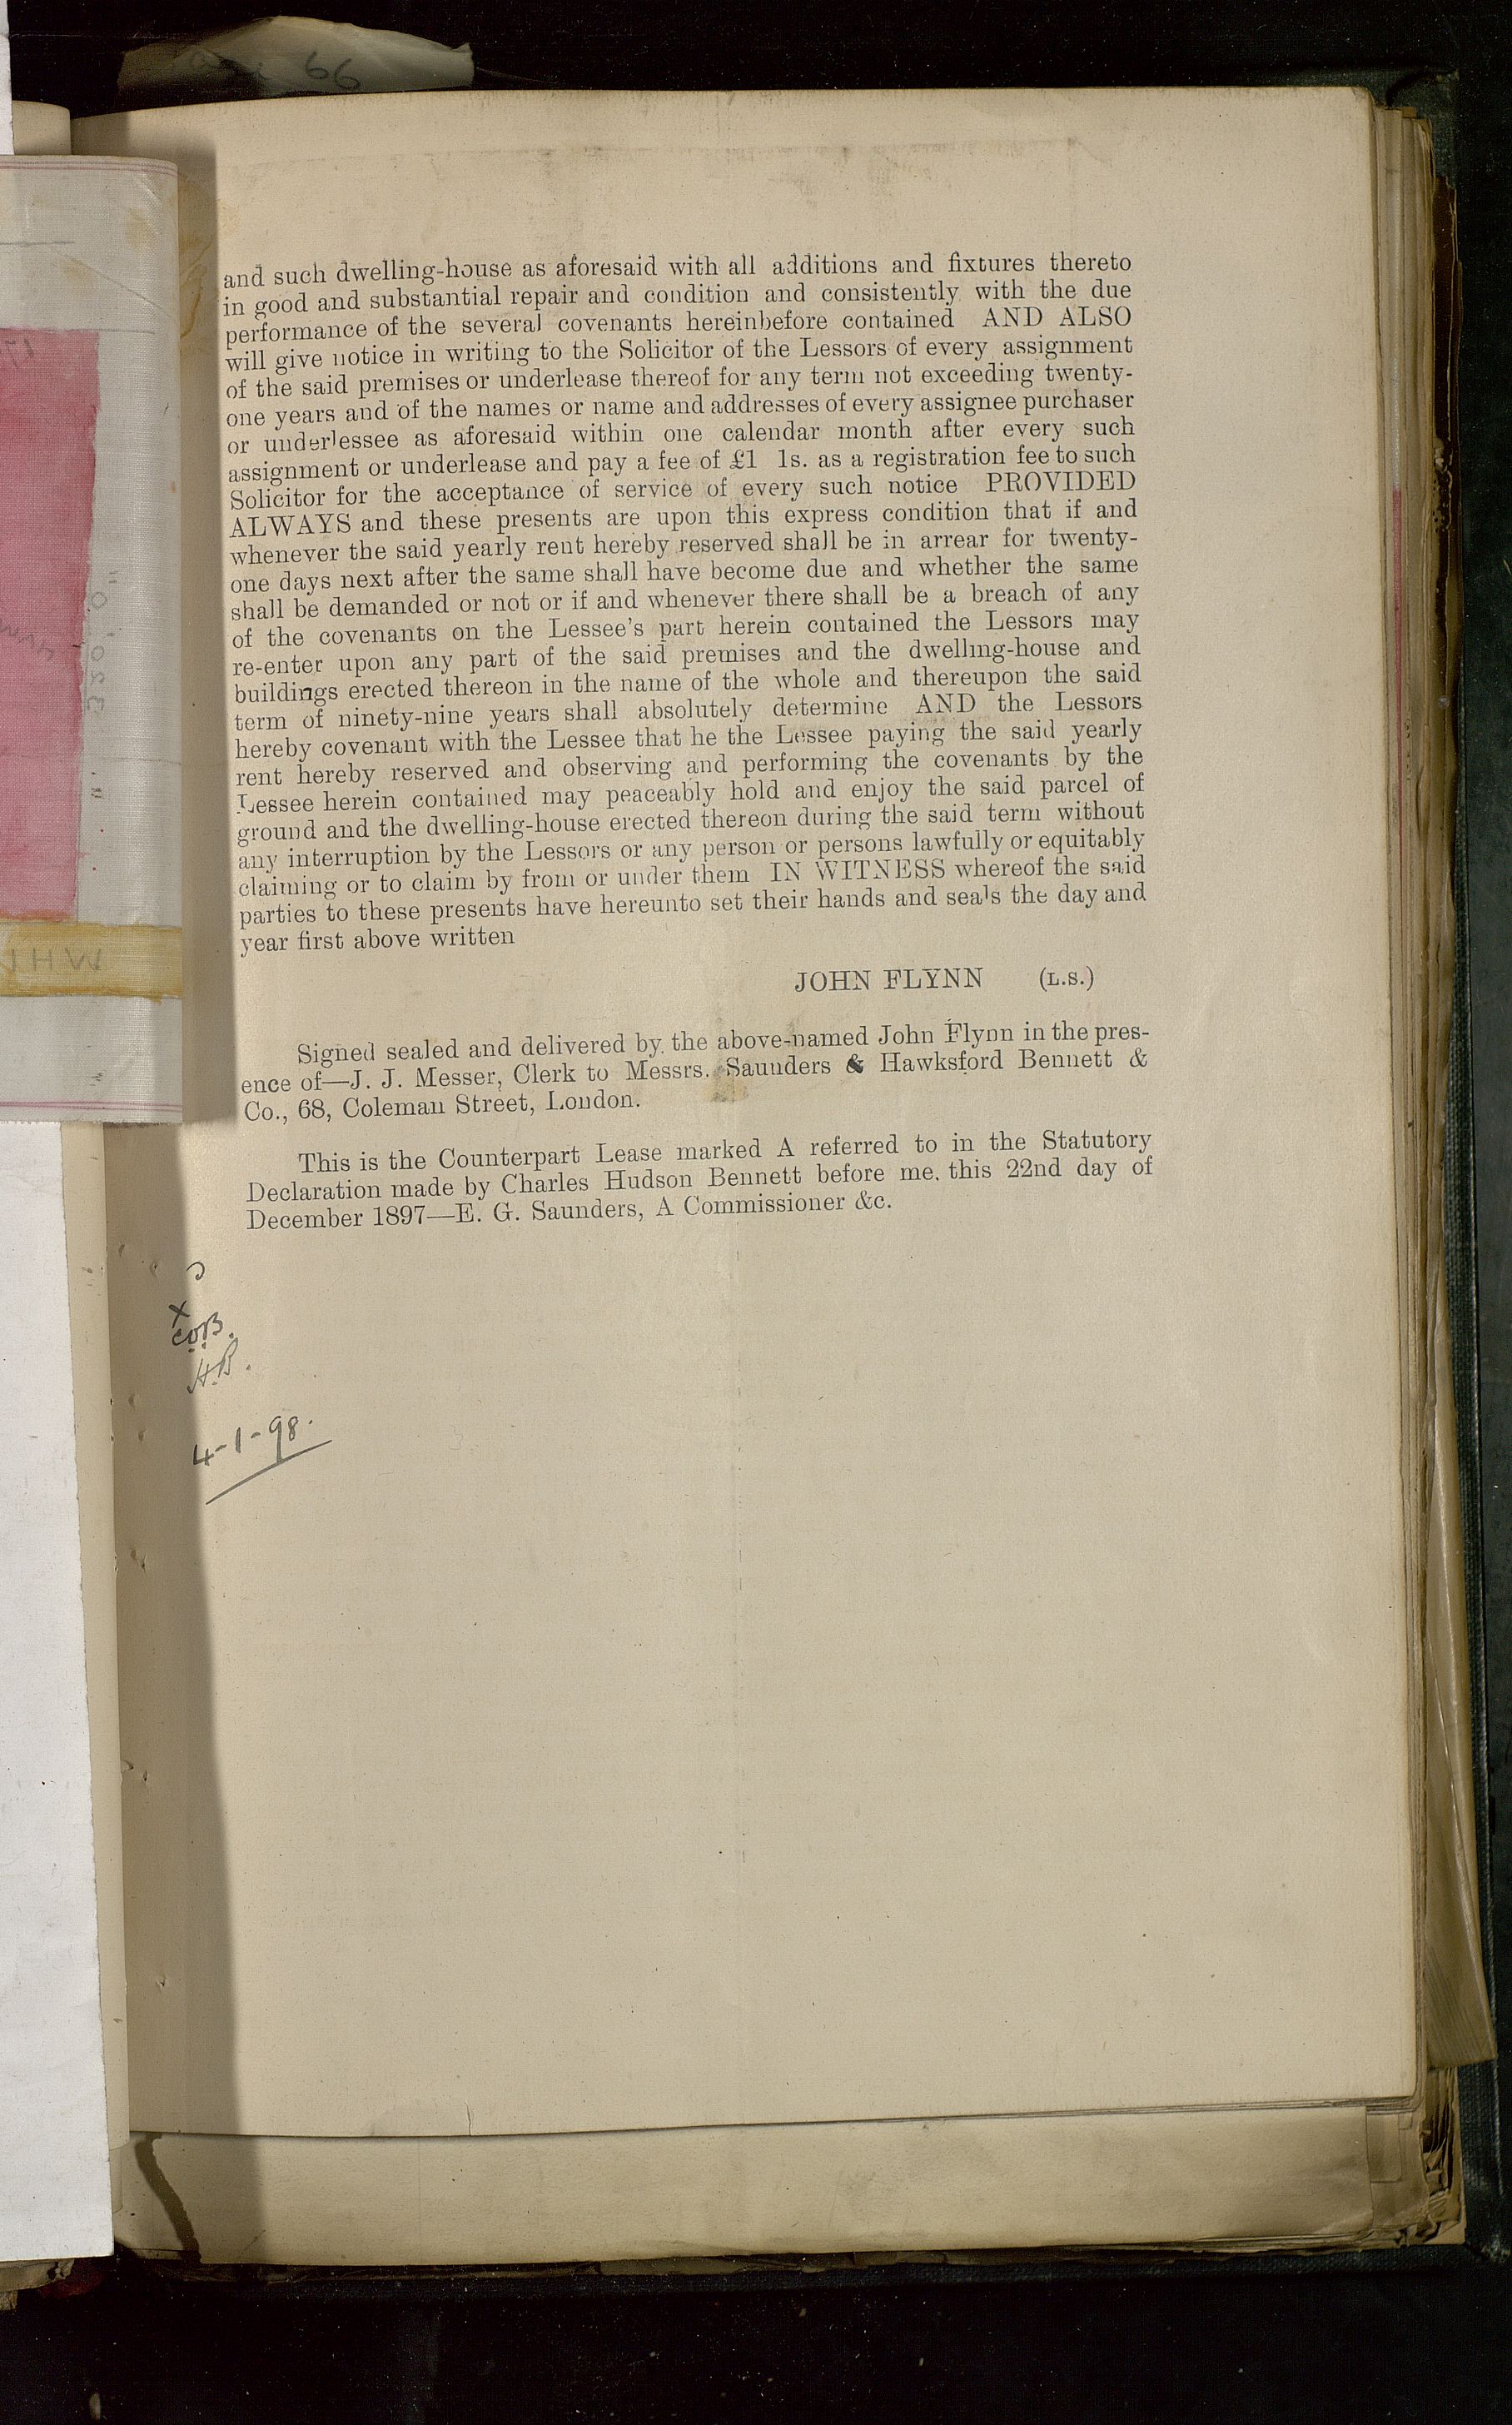 66
and such dwelling-house as aforesaid with all additions and fixtures thereto
in good and substantial repair and condition and consistently with the due
performance of the several covenants hereinbefore contained AND ALSO
will give notice in writing to the Solicitor of the Lessors of every assignment
of the said premises or underlease thereof for any term not exceeding twenty-
one years and of the names or name and addresses of every assignee purchaser
or underlessee as aforesaid within one calendar month after every such
assignment or underlease and pay a fee of £1 1s. as a registration fee to such
Solicitor for the acceptance of service of every such notice PROVIDED
ALWAYS and these presents are upon this express condition that if and
whenever the said yearly rent hereby reserved shall be in arrear for twenty-
one days next after the same shall have become due and whether the same
shall be demanded or not or if and whenever there shall be a breach of any
of the covenants on the Lessee's part herein contained the Lessors may
re-enter upon any part of the said premises and the dwelling-house and
buildings erected thereon in the name of the whole and thereupon the said
term of ninety-nine years shall absolutely determine AND the Lessors
hereby covenant with the Lessee that he the Lessee paying the said yearly
rent hereby reserved and observing and performing the covenants by the
Lessee herein contained may peaceably hold and enjoy the said parcel of
ground and the dwelling-house erected thereon during the said term without
any interruption by the Lessors or any person or persons lawfully or equitably
claiming or to claim by from or under them IN WITNESS whereof the said
parties to these presents have hereunto set their hands and seals the day and
year first above written
JOHN FLYNN (L.S.)
Signed sealed and delivered by the above-named John Flynn in the pres-
ence of—J. J. Messer, Clerk to Messrs. Saunders & Hawksford Bennett &
Co., 68, Coleman Street, London.
This is the Counterpart Lease marked A referred to in the Statutory
Declaration made by Charles Hudson Bennett before me. this 22nd day of
December 1897—E. G. Saunders, A Commissioner &c.
H.B.
4-1-98.